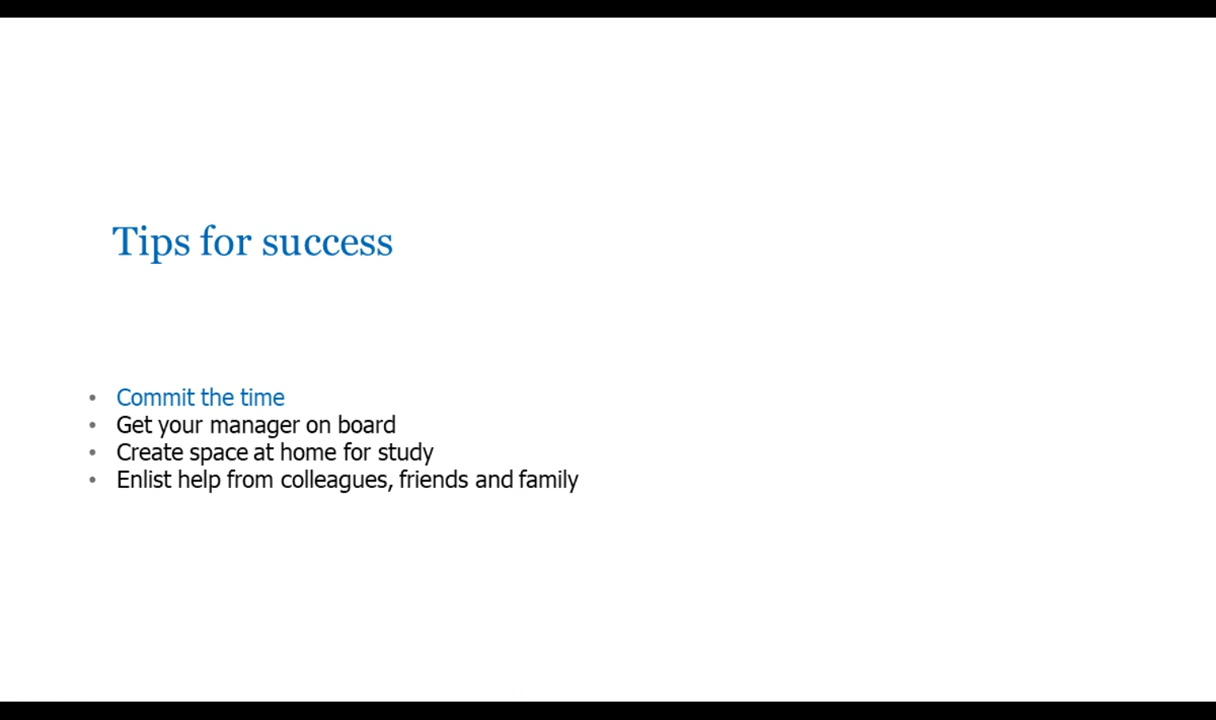 Tips for success
• Commit the time
• Get your manager on board
• Create space at home for study
• Enlist help from colleagues, friends and family